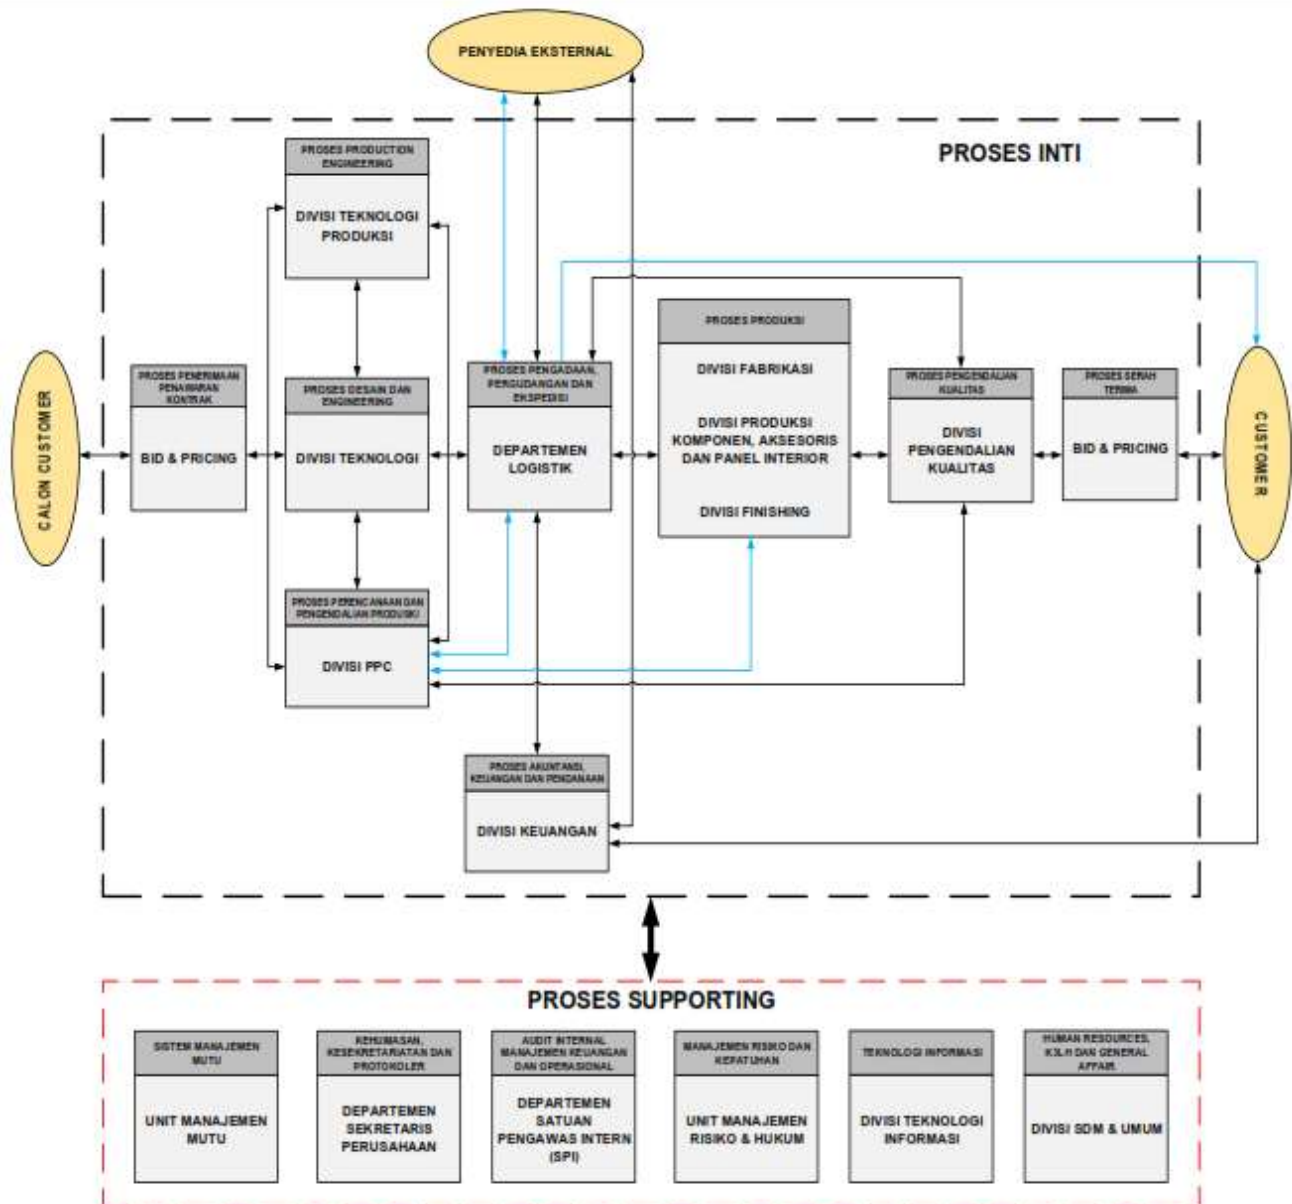 PENYEDIA EKSTERNAL
PROSES INTI
PROSES PRODUCTION
ENGINEERING
DIVISI TEKNOLOGI
PRODUKSI
CALON CUSTOMER
PROSES PENERIMAAN
PENAWARAN
KONTRAK
BID & PRICING
PROSES DESAIN DAN
ENGINEERING
DIVISI TEKNOLOGI
PROSES PENGADAAN,
PERGUDANGAN DAN
EKSPEDISI
DEPARTEMEN
LOGISTIK
PROSES PRODUKSI
DIVISI FABRIKASI
DIVISI PRODUKSI
KOMPONEN, AKSESORIS
DAN PANEL INTERIOR
DIVISI FINISHING
PROSES PENGENDALIAN
KUALITAS
DIVISI
PENGENDALIAN
KUALITAS
PROSES SERAH
TERIMA
BID & PRICING
CUSTOMER
PROSES PERENCANAAN DAN
PENGENDALIAN PRODUSKI
DIVISI PPC
PROSES AKUNTANSI,
KEUANGAN DAN PENDANAAN
DIVISI KEUANGAN
PROSES SUPPORTING
SISTEM MANAJEMEN
MUTU
UNIT MANAJEMEN
MUTU
KEHUMASAN,
KESEKRETARIATAN DAN
PROTOKOLER
DEPARTEMEN
SEKRETARIS
PERUSAHAAN
AUDIT INTERNAL
MANAJEMEN KEUANGAN
DAN OPERASIONAL
DEPARTEMEN
SATUAN
PENGAWAS INTERN
(SPI)
MANAJEMEN RISIKO DAN
KEPATUHAN
UNIT MANAJEMEN
RISIKO & HUKUM
TEKNOLOGI INFORMASI
DIVISI TEKNOLOGI
INFORMASI
HUMAN RESOURCES,
K3LH DAN GENERAL
AFFAIR
DIVISI SDM & UMUM